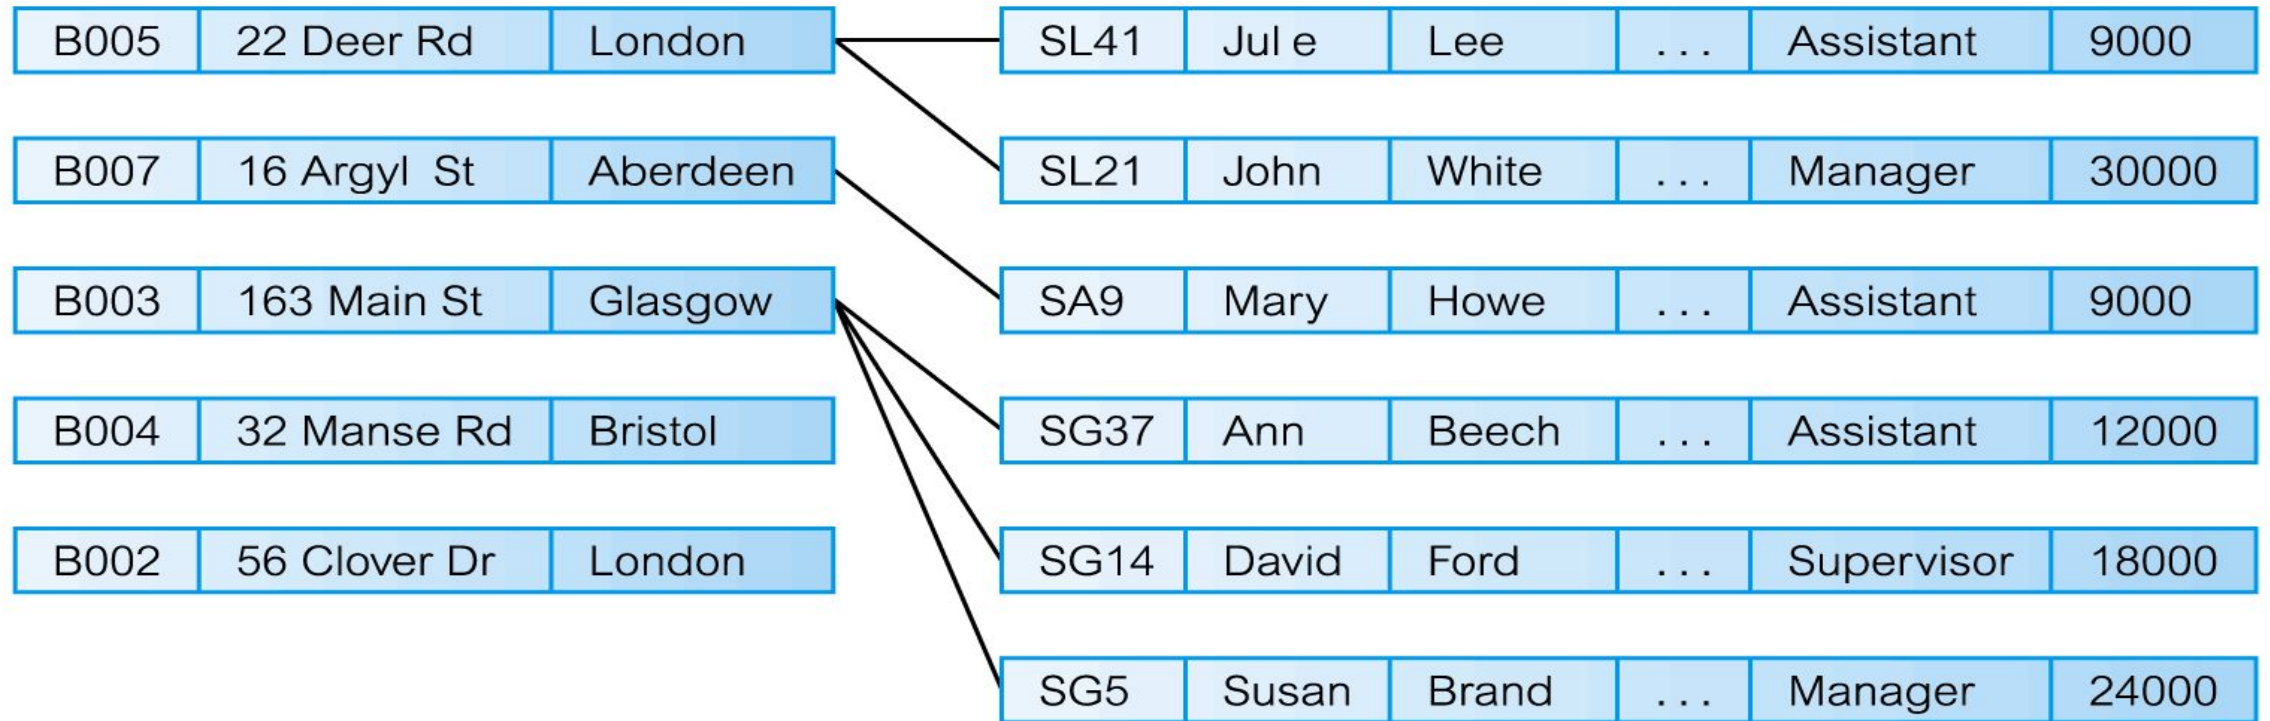 B005 22 Deer Rd London SL41 Jul e Lee ... Assistant 9000
B007 16 Argyl  St Aberdeen SL21 John White ... Manager 30000
B003 163 Main St Glasgow SA9 Mary Howe ... Assistant 9000
B004 32 Manse Rd Bristol SG37 Ann Beech ... Assistant 12000
B002 56 Clover Dr London SG14 David Ford ... Supervisor 18000
SG5 Susan Brand ... Manager 24000